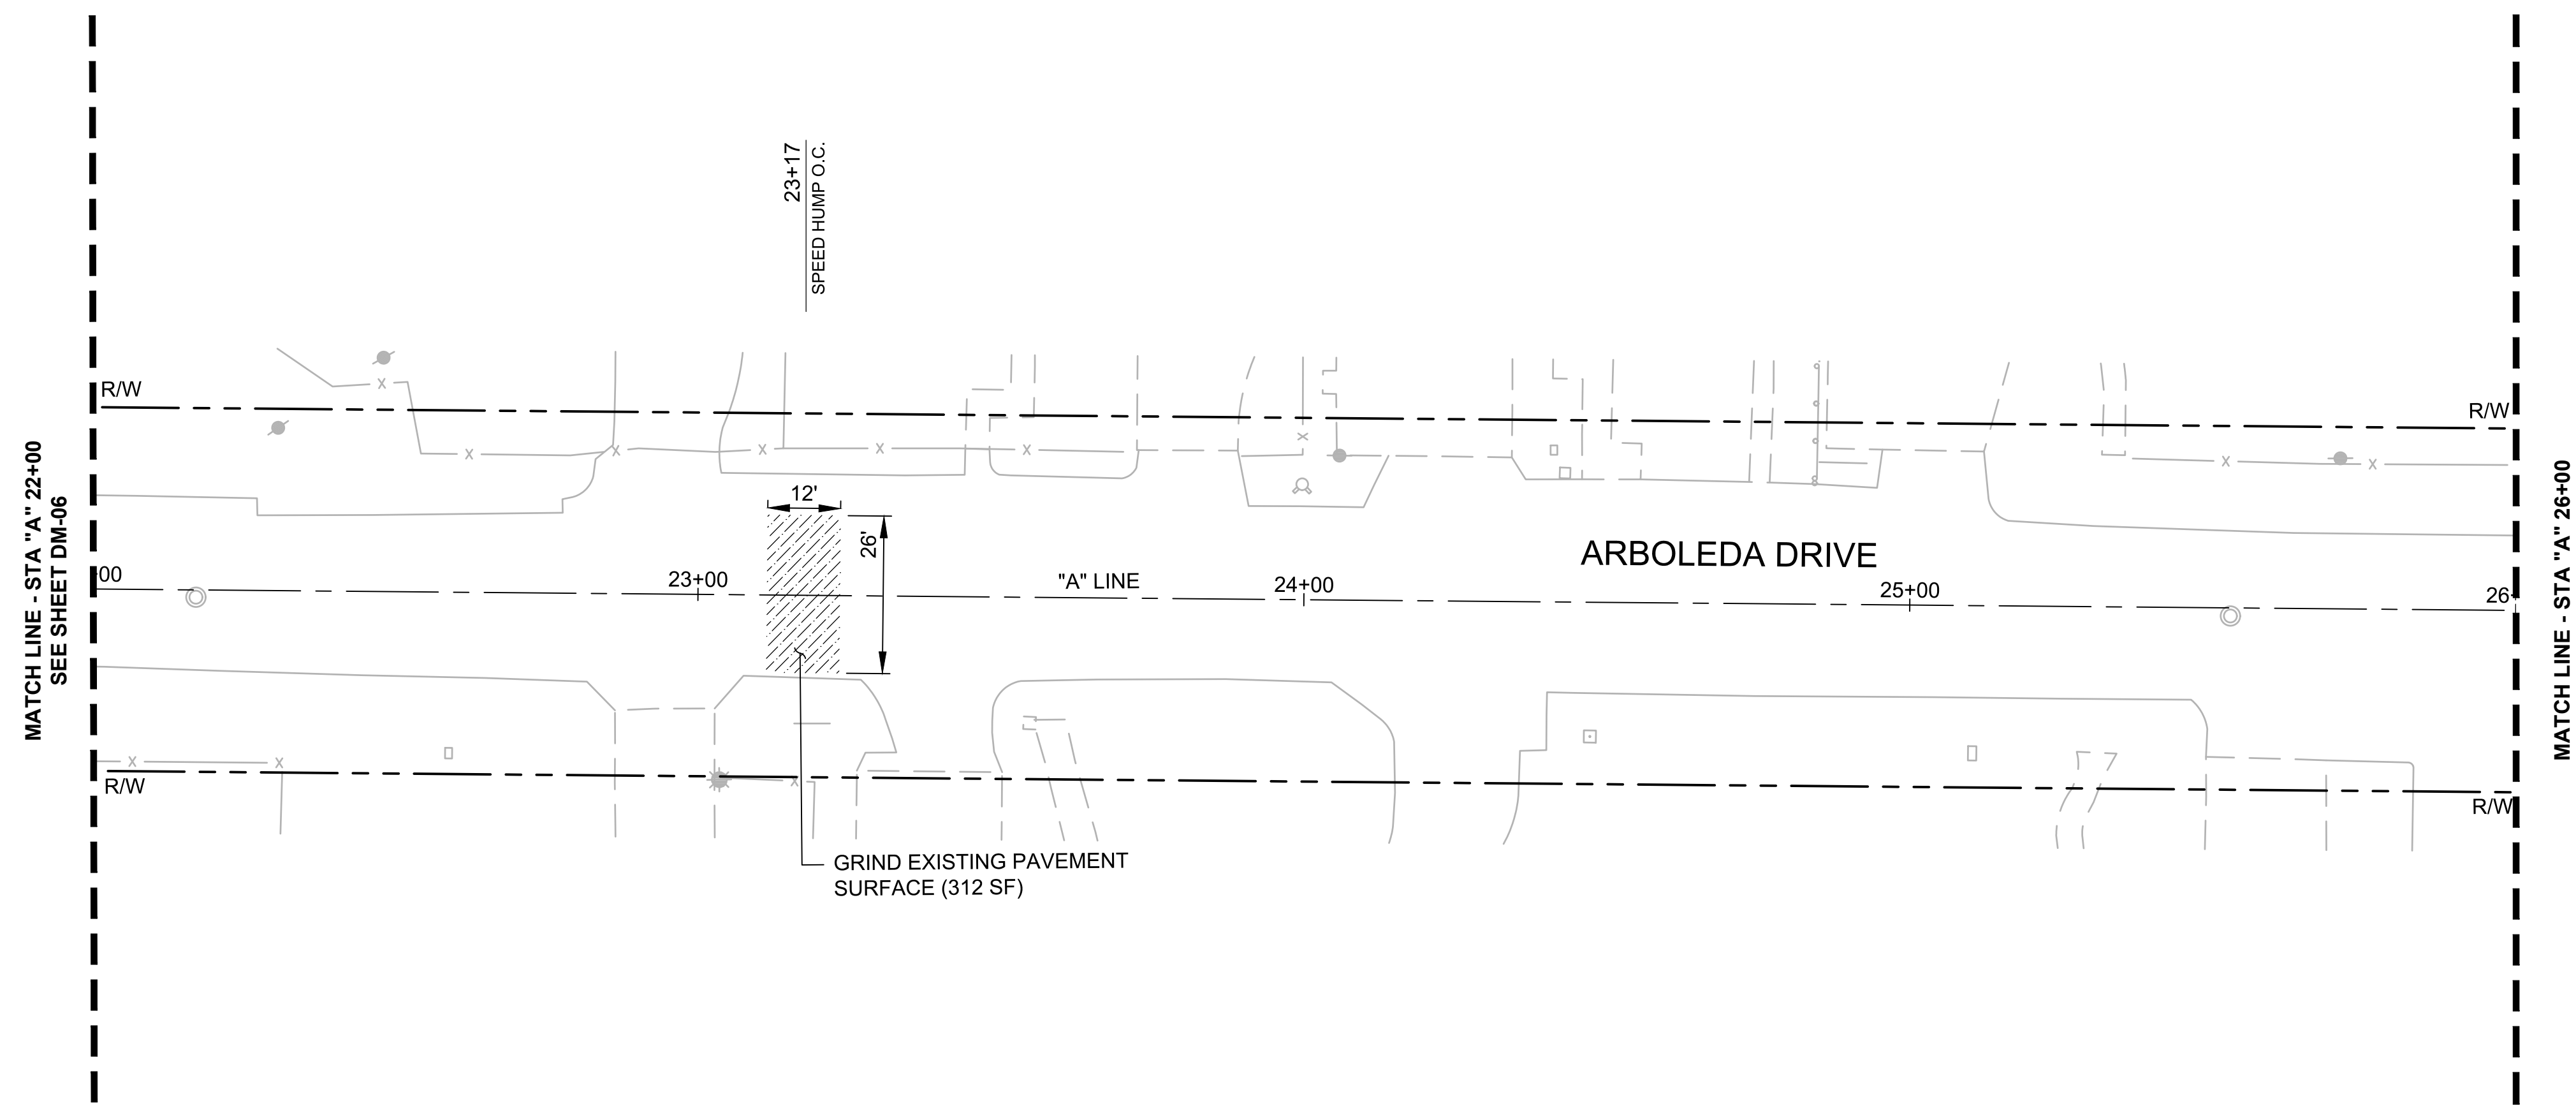 23+17
SPEED HUMP O.C.
R/W
R/W
MATCH LINE - STA "A" 22+00
SEE SHEET DM-06
12'
26'
ARBOLEDA DRIVE
+00
23+00
"A" LINE
24+00
25+00
26+
MATCH LINE - STA "A" 26+00
R/W
R/W
GRIND EXISTING PAVEMENT
SURFACE (312 SF)